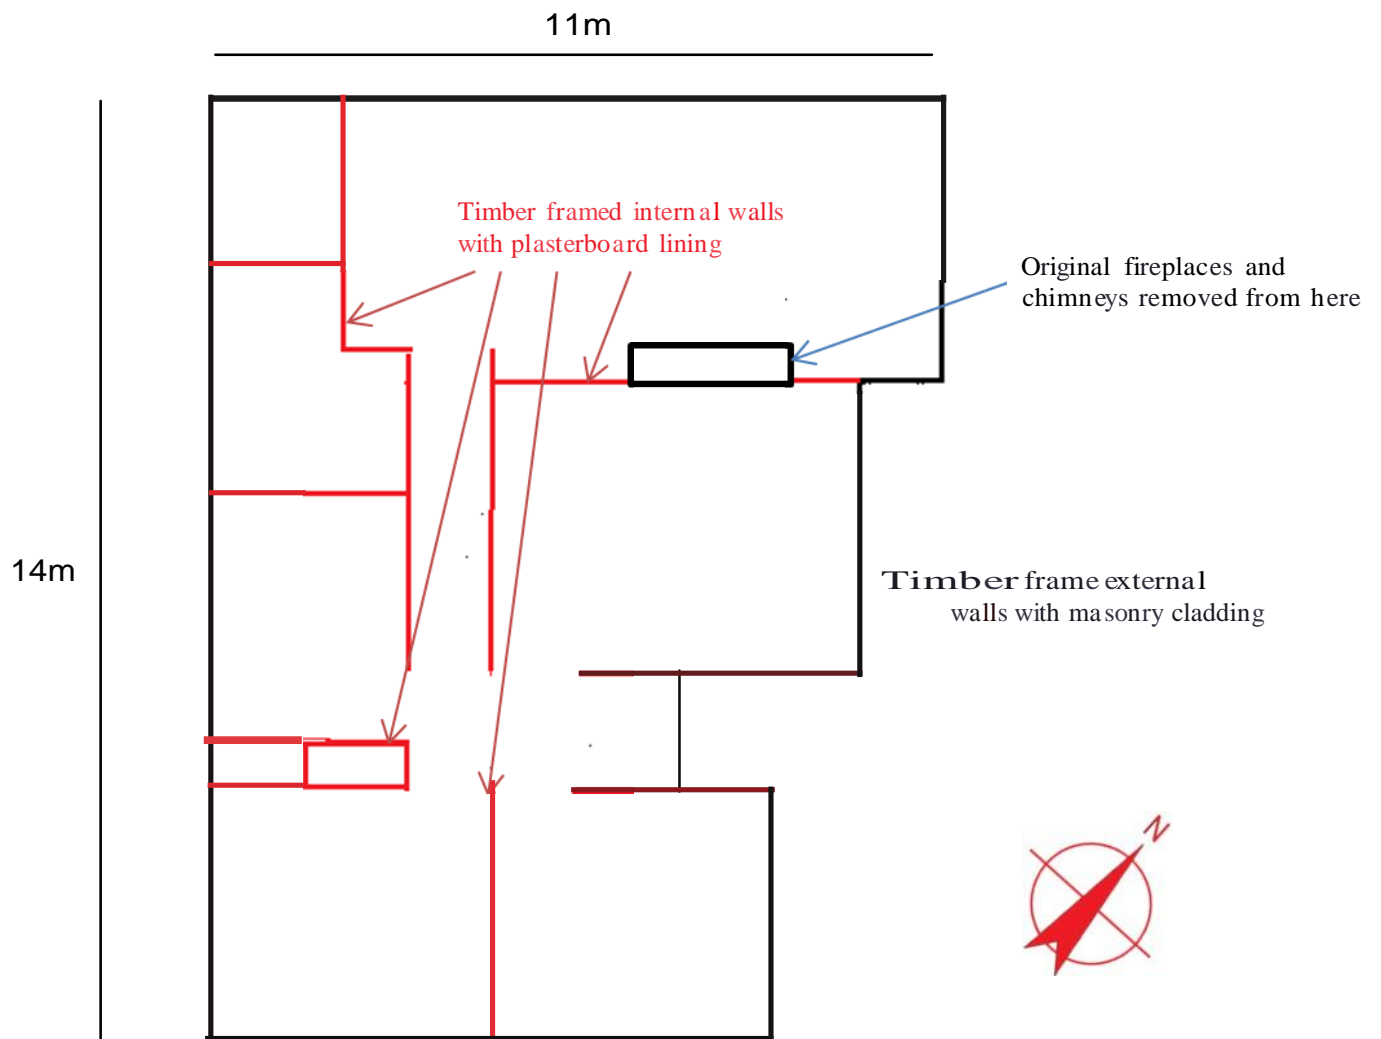 11m
Timber framed internal walls
with plasterboard lining
Original fireplaces and
chimneys removed from here
14m
Timber frame external
walls with masonry cladding
N